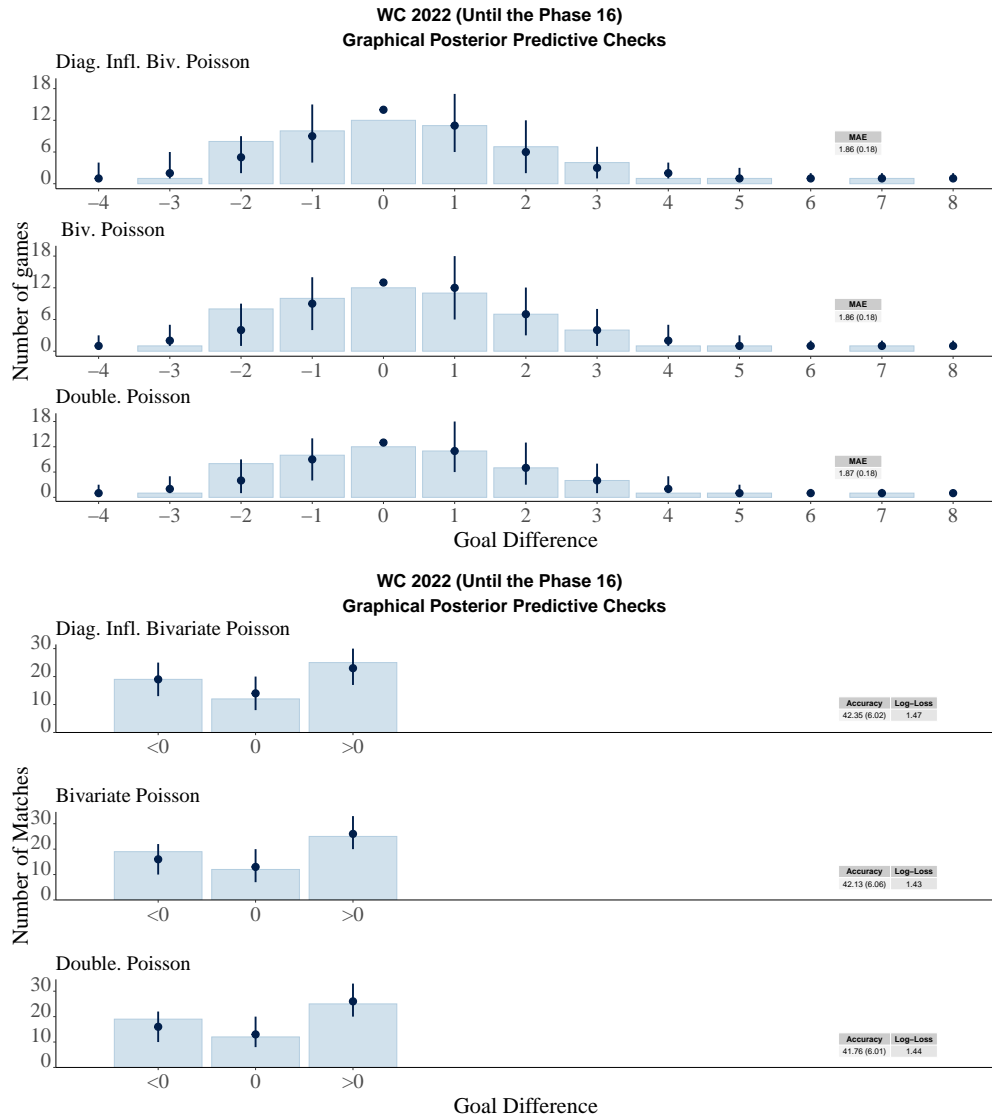 WC 2022 (Until the Phase 16)
Graphical Posterior Predictive Checks
Diag. Infl. Biv. Poisson
18
12
6
0
MAE
1.86 (0.18)
−4 −3 −2 −1 0 1 2 3 4 5 6 7 8
Biv. Poisson
18
12
6
0
MAE
1.86 (0.18)
−4 −3 −2 −1 0 1 2 3 4 5 6 7 8
Number of games
Double. Poisson
18
12
6
0
MAE
1.87 (0.18)
−4 −3 −2 −1 0 1 2 3 4 5 6 7 8
Goal Difference
WC 2022 (Until the Phase 16)
Graphical Posterior Predictive Checks
Diag. Infl. Bivariate Poisson
30
20
10
0
Accuracy Log−Loss
42.35 (6.02) 1.47
<0 0 >0
Bivariate Poisson
30
20
10
0
Accuracy Log−Loss
42.13 (6.06) 1.43
<0 0 >0
Number of Matches
Double. Poisson
30
20
10
0
Accuracy Log−Loss
41.76 (6.01) 1.44
<0 0 >0
Goal Difference